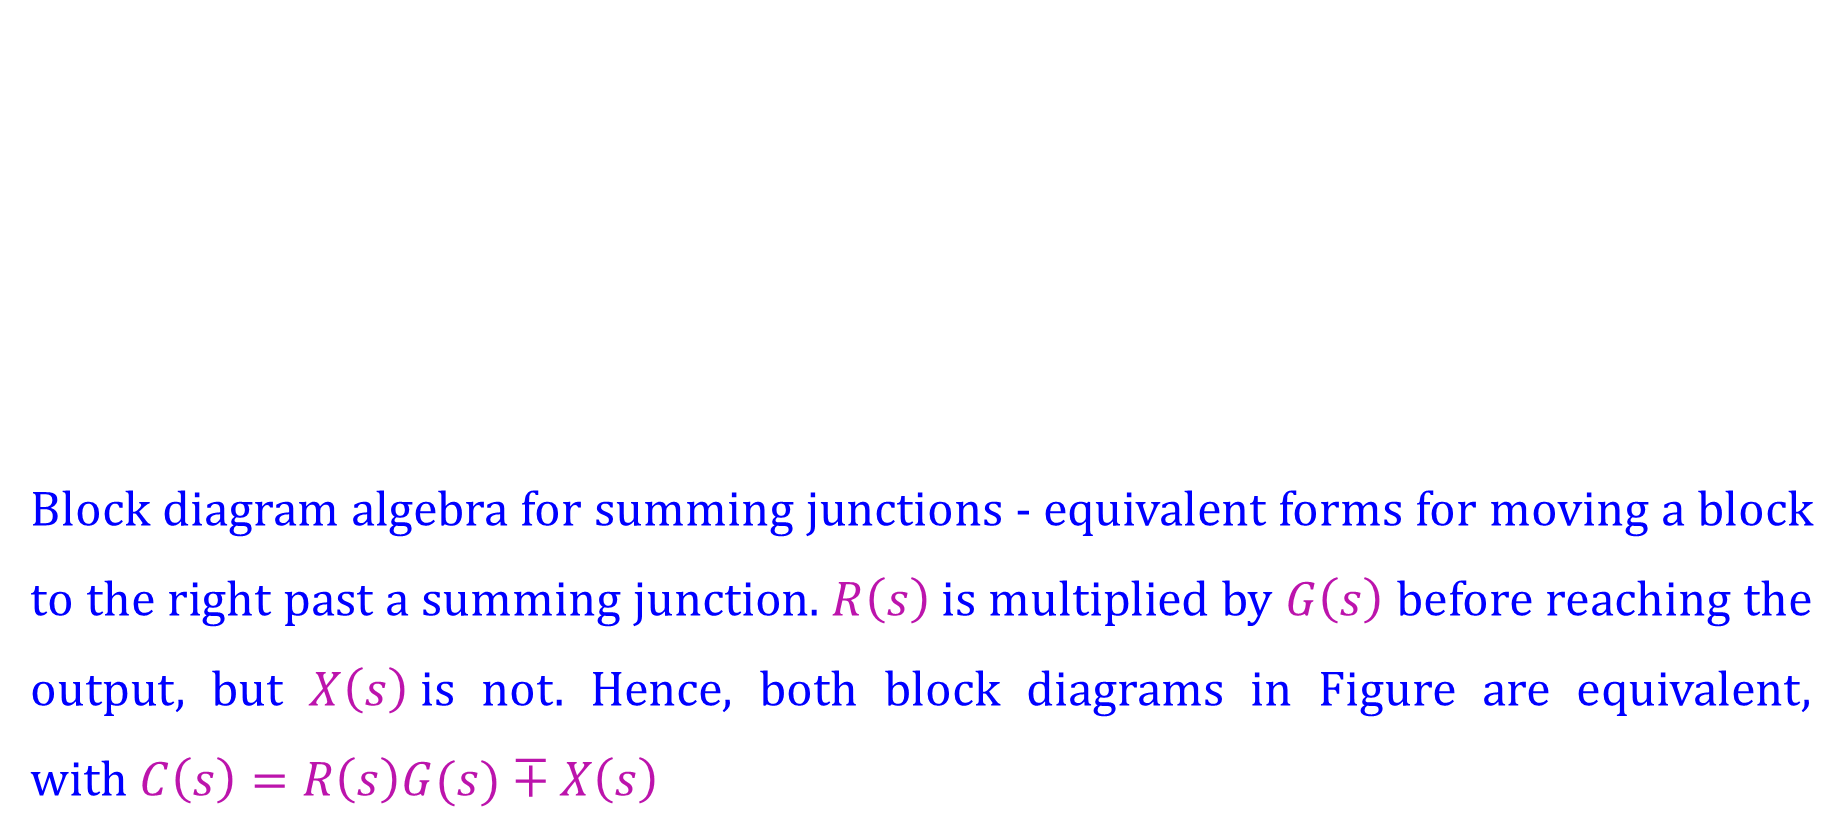 Block diagram algebra for summing junctions - equivalent forms for moving a block
to the right past a summing junction. R(s) is multiplied by G(s) before reaching the
output, but X(s) is not. Hence, both block diagrams in Figure are equivalent,
with C(s) = R(s)G(s) ∓ X(s)